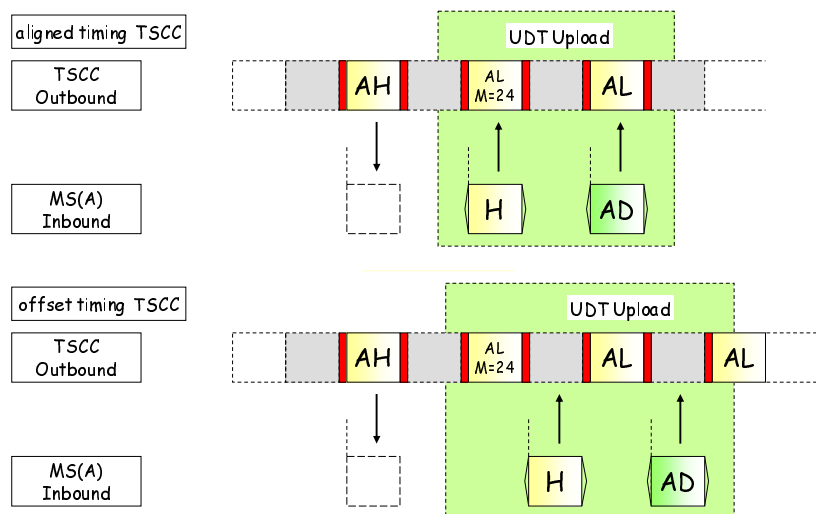 aligned timing TSCC
UDT Upload
TSCC
Outbound
AH
AL
M=24
AL
MS(A)
Inbound
H
AD
offset timing TSCC
UDT Upload
TSCC
Outbound
AH
AL
M=24
AL
AL
MS(A)
Inbound
H
AD